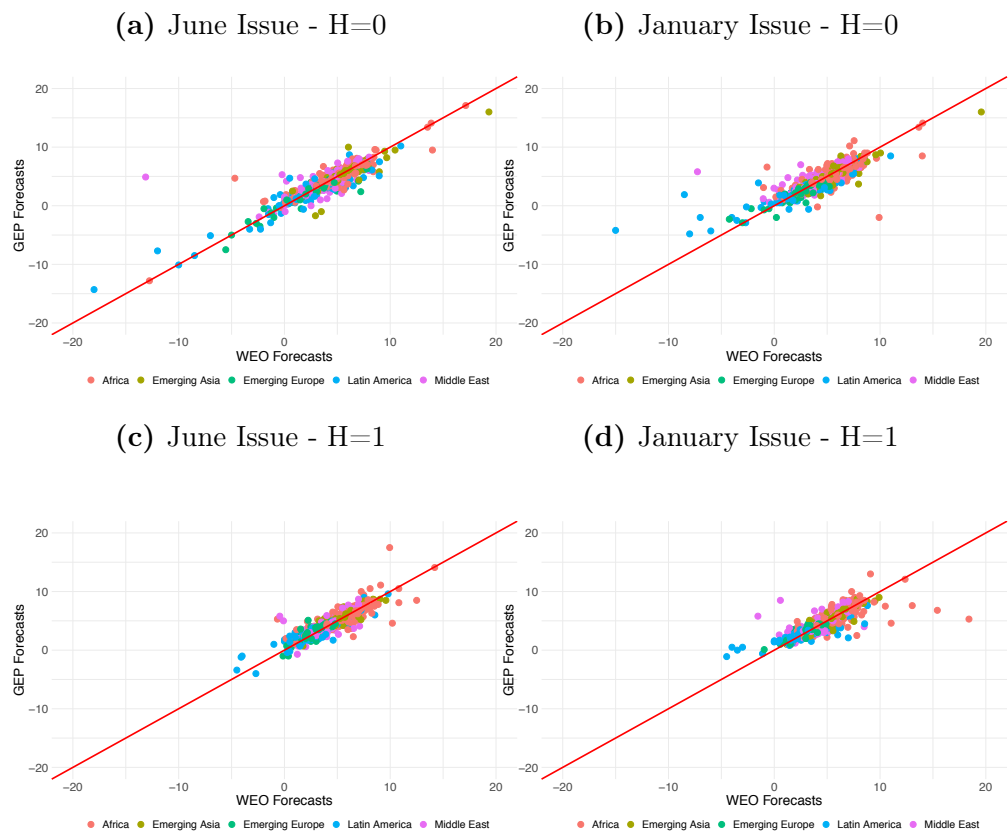 (a) June Issue - H=0
20
10
0
−10
−20
GEP Forecasts
−20 −10 0 10 20
WEO Forecasts
Africa Emerging Asia Emerging Europe Latin America Middle East
(b) January Issue - H=0
20
10
0
−10
−20
GEP Forecasts
−20 −10 0 10 20
WEO Forecasts
Africa Emerging Asia Emerging Europe Latin America Middle East
(c) June Issue - H=1
20
10
0
−10
−20
GEP Forecasts
−20 −10 0 10 20
WEO Forecasts
Africa Emerging Asia Emerging Europe Latin America Middle East
(d) January Issue - H=1
20
10
0
−10
−20
GEP Forecasts
−20 −10 0 10 20
WEO Forecasts
Africa Emerging Asia Emerging Europe Latin America Middle East